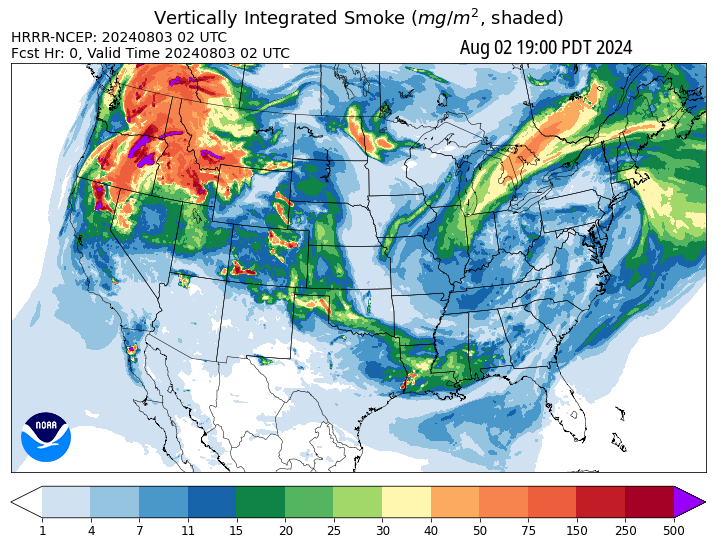 Vertically Integrated Smoke (mg/m², shaded)
HRRR-NCEP: 20240803 02 UTC
Fcst Hr: 0, Valid Time 20240803 02 UTC
Aug 02 19:00 PDT 2024
NOAA
1 4 7 11 15 20 25 30 40 50 75 150 250 500